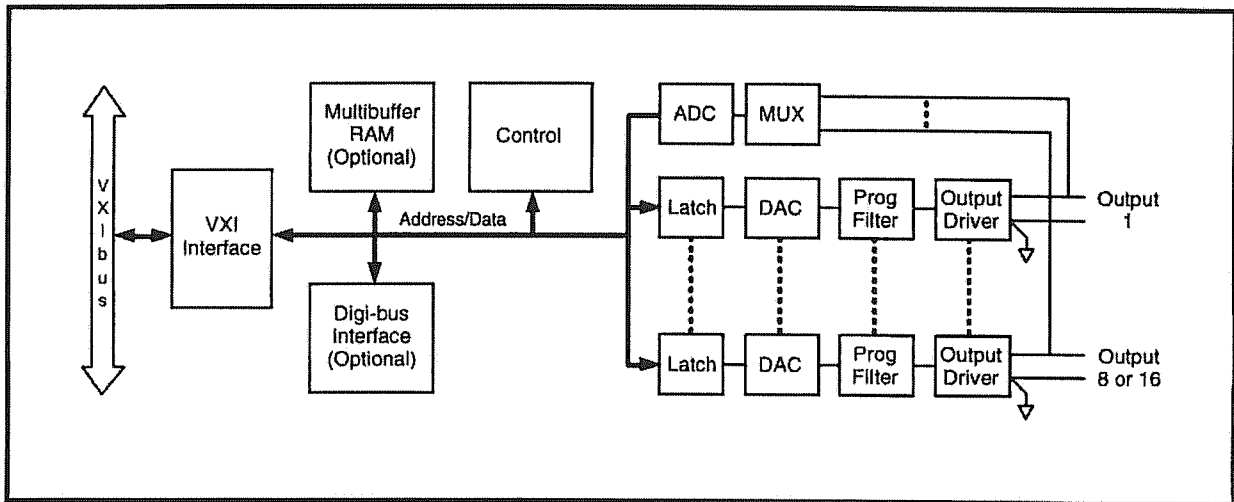 VXIbus
VXI
Interface
Multibuffer
RAM
(Optional)
Control
Address/Data
Digi-bus
Interface
(Optional)
ADC
MUX
Latch
DAC
Prog
Filter
Output
Driver
Output
1
Latch
DAC
Prog
Filter
Output
Driver
Output
8 or 16